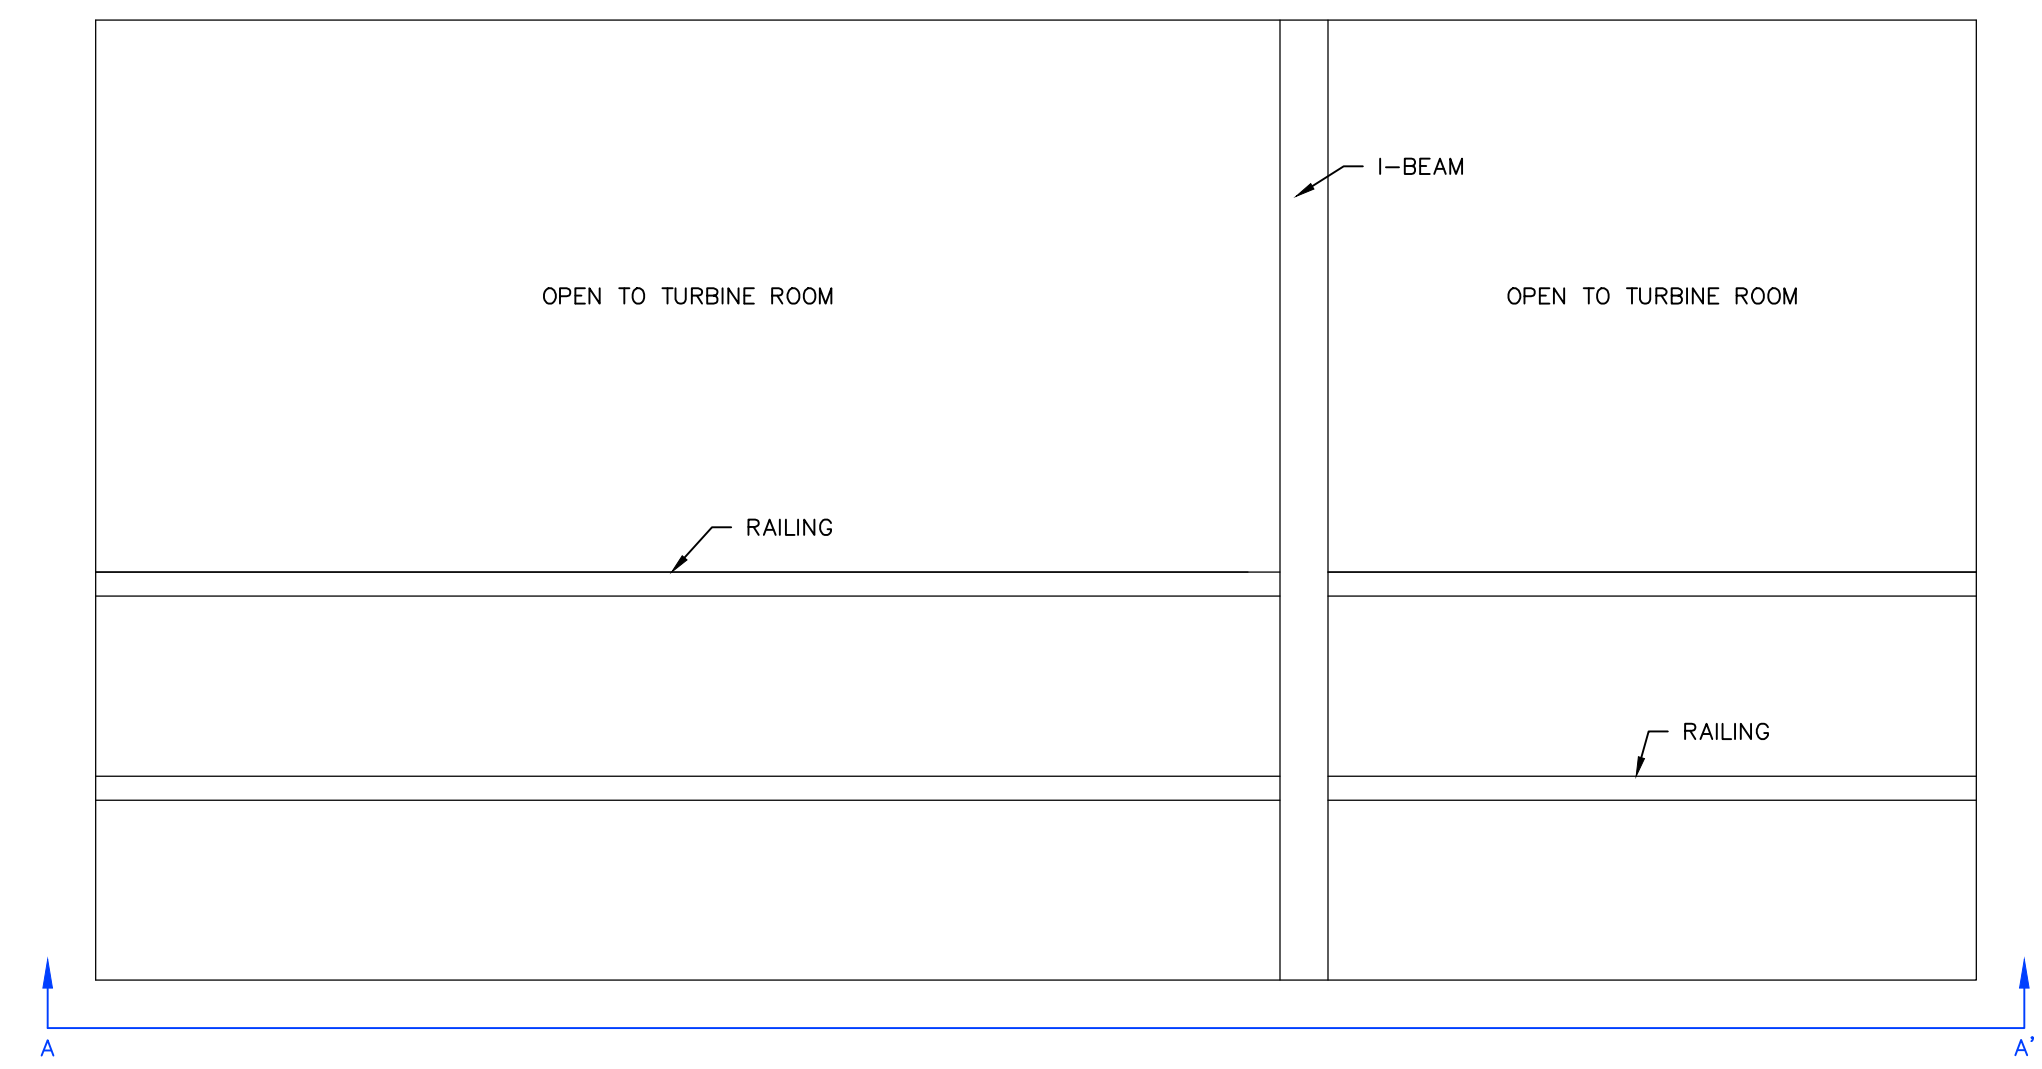 I-BEAM
OPEN TO TURBINE ROOM
OPEN TO TURBINE ROOM
RAILING
RAILING
A
A'